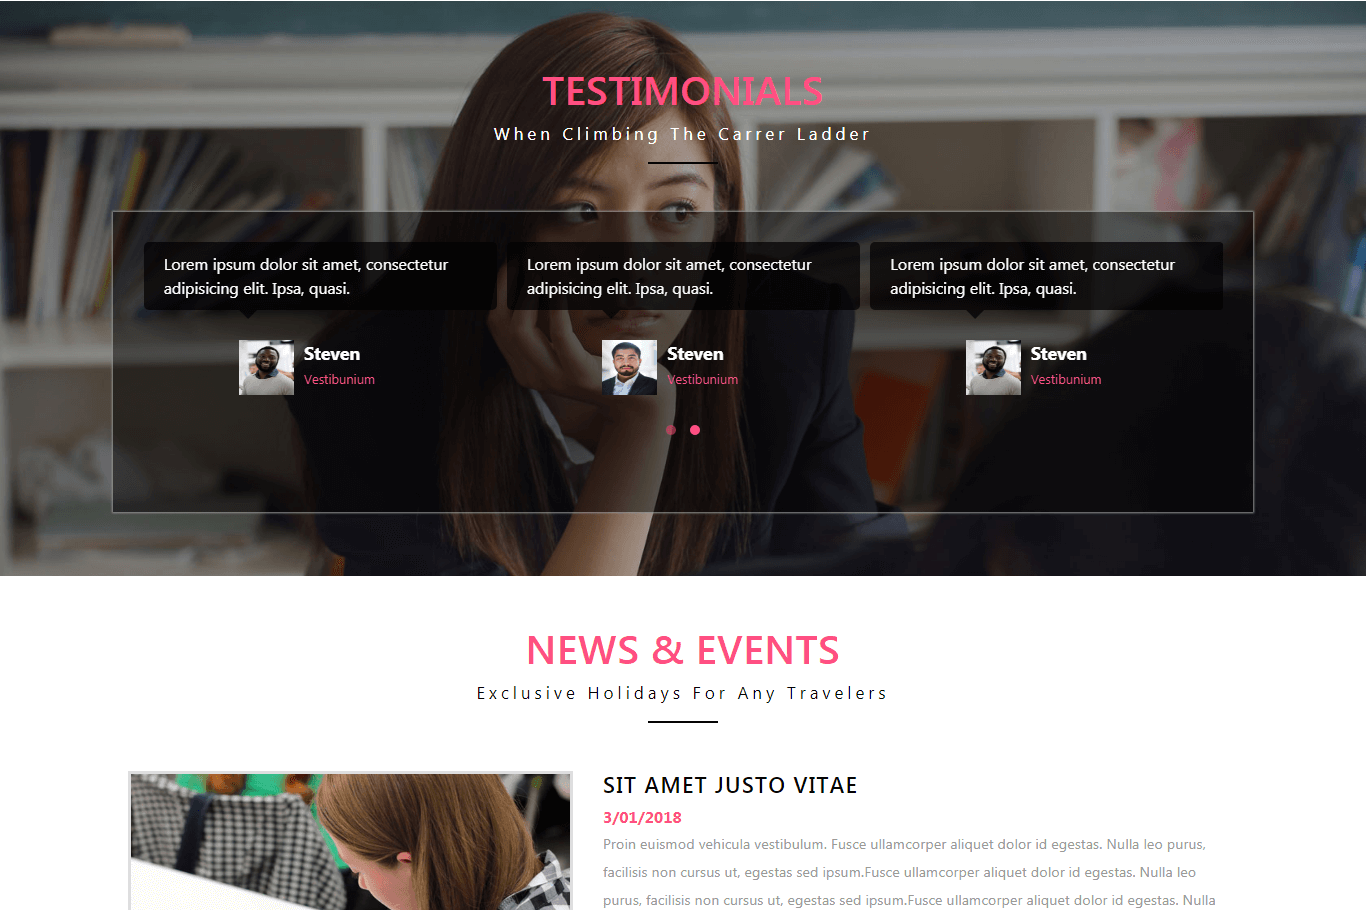 TESTIMONIALS
When Climbing The Carrer Ladder
Lorem ipsum dolor sit amet, consectetur
adipisicing elit. Ipsa, quasi.
Steven
Vestibunium
Lorem ipsum dolor sit amet, consectetur
adipisicing elit. Ipsa, quasi.
Steven
Vestibunium
Lorem ipsum dolor sit amet, consectetur
adipisicing elit. Ipsa, quasi.
Steven
Vestibunium
NEWS & EVENTS
Exclusive Holidays For Any Travelers
SIT AMET JUSTO VITAE
3/01/2018
Proin euismod vehicula vestibulum. Fusce ullamcorper aliquet dolor id egestas. Nulla leo purus,
facilisis non cursus ut, egestas sed ipsum.Fusce ullamcorper aliquet dolor id egestas. Nulla leo
purus, facilisis non cursus ut, egestas sed ipsum.Fusce ullamcorper aliquet dolor id egestas. Nulla